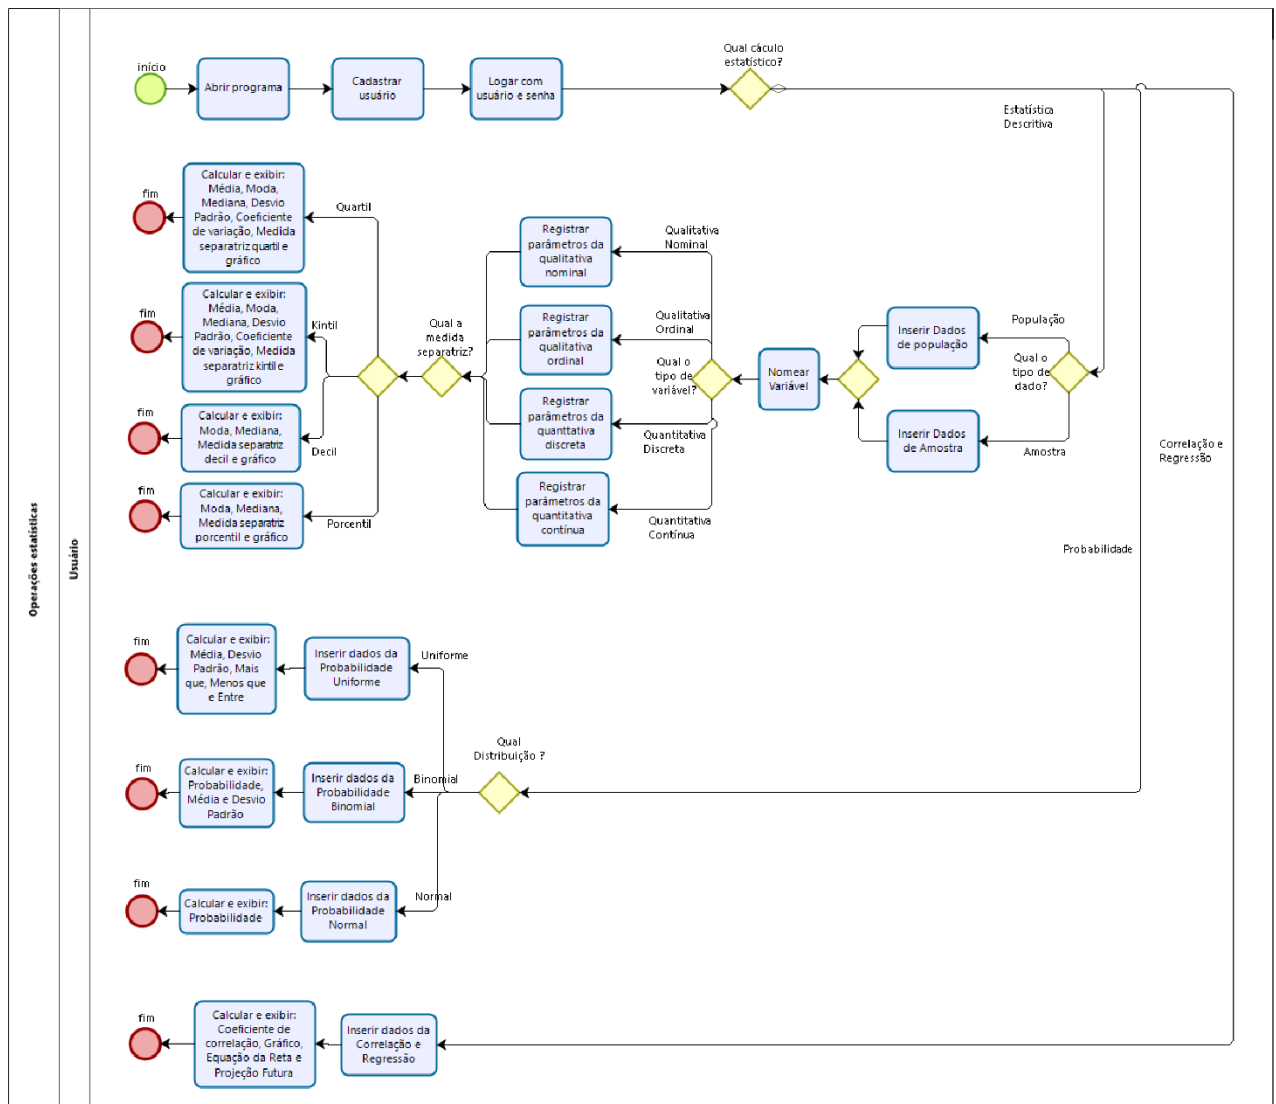 Operações estatísticas
Usuário
início
Abrir programa
Cadastrar
usuário
Logar com
usuário e senha
Qual cáculo
estatístico?
Estatística
Descritiva
fim
Calcular e exibir:
Média, Moda,
Mediana, Desvio
Padrão, Coeficiente
de variação, Medida
separatriz quartil e
gráfico
Quartil
fim
Calcular e exibir:
Média, Moda,
Mediana, Desvio
Padrão, Coeficiente
de variação, Medida
separatriz kintil e
gráfico
Kintil
fim
Calcular e exibir:
Moda, Mediana,
Medida separatriz
decil e gráfico
Decil
fim
Calcular e exibir:
Moda, Mediana,
Medida separatriz
porcentil e gráfico
Porcentil
Qual a
medida
separatriz?
Registrar
parâmetros da
qualitativa
nominal
Qualitativa
Nominal
Registrar
parâmetros da
qualitativa
ordinal
Qualitativa
Ordinal
Qual o
tipo de
variável?
Registrar
parâmetros da
quanttativa
discreta
Quantitativa
Discreta
Registrar
parâmetros da
quantitativa
contínua
Quantitativa
Contínua
Nomear
Variável
Inserir Dados
de população
População
Qual o
tipo de
dado?
Inserir Dados
de Amostra
Amostra
Correlação e
Regressão
Probabilidade
fim
Calcular e exibir:
Média, Desvio
Padrão, Mais
que, Menos que
e Entre
Inserir dados da
Probabilidade
Uniforme
Uniforme
Qual
Distribuição ?
fim
Calcular e exibir:
Probabilidade,
Média e Desvio
Padrão
Inserir dados da
Probabilidade
Binomial
Binomial
fim
Calcular e exibir:
Probabilidade
Inserir dados da
Probabilidade
Normal
Normal
fim
Calcular e exibir:
Coeficiente de
correlação, Gráfico,
Equação da Reta e
Projeção Futura
Inserir dados da
Correlação e
Regressão